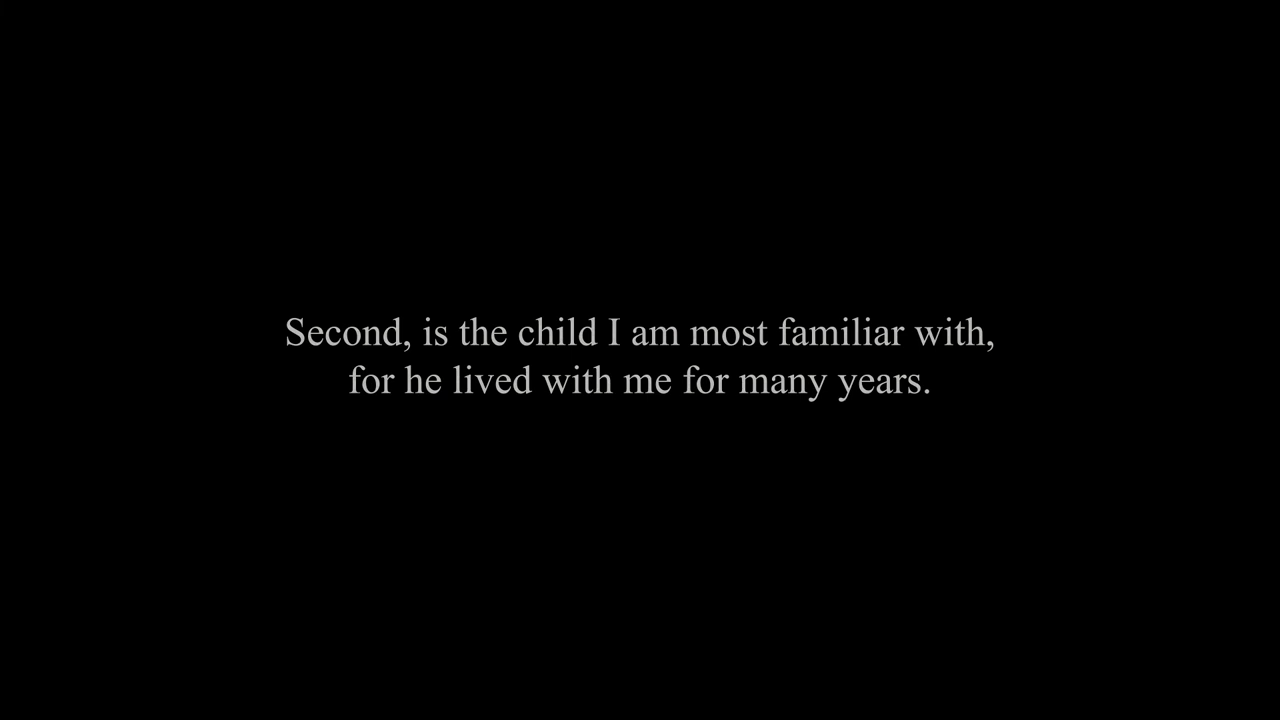 Second, is the child I am most familiar with,
for he lived with me for many years.